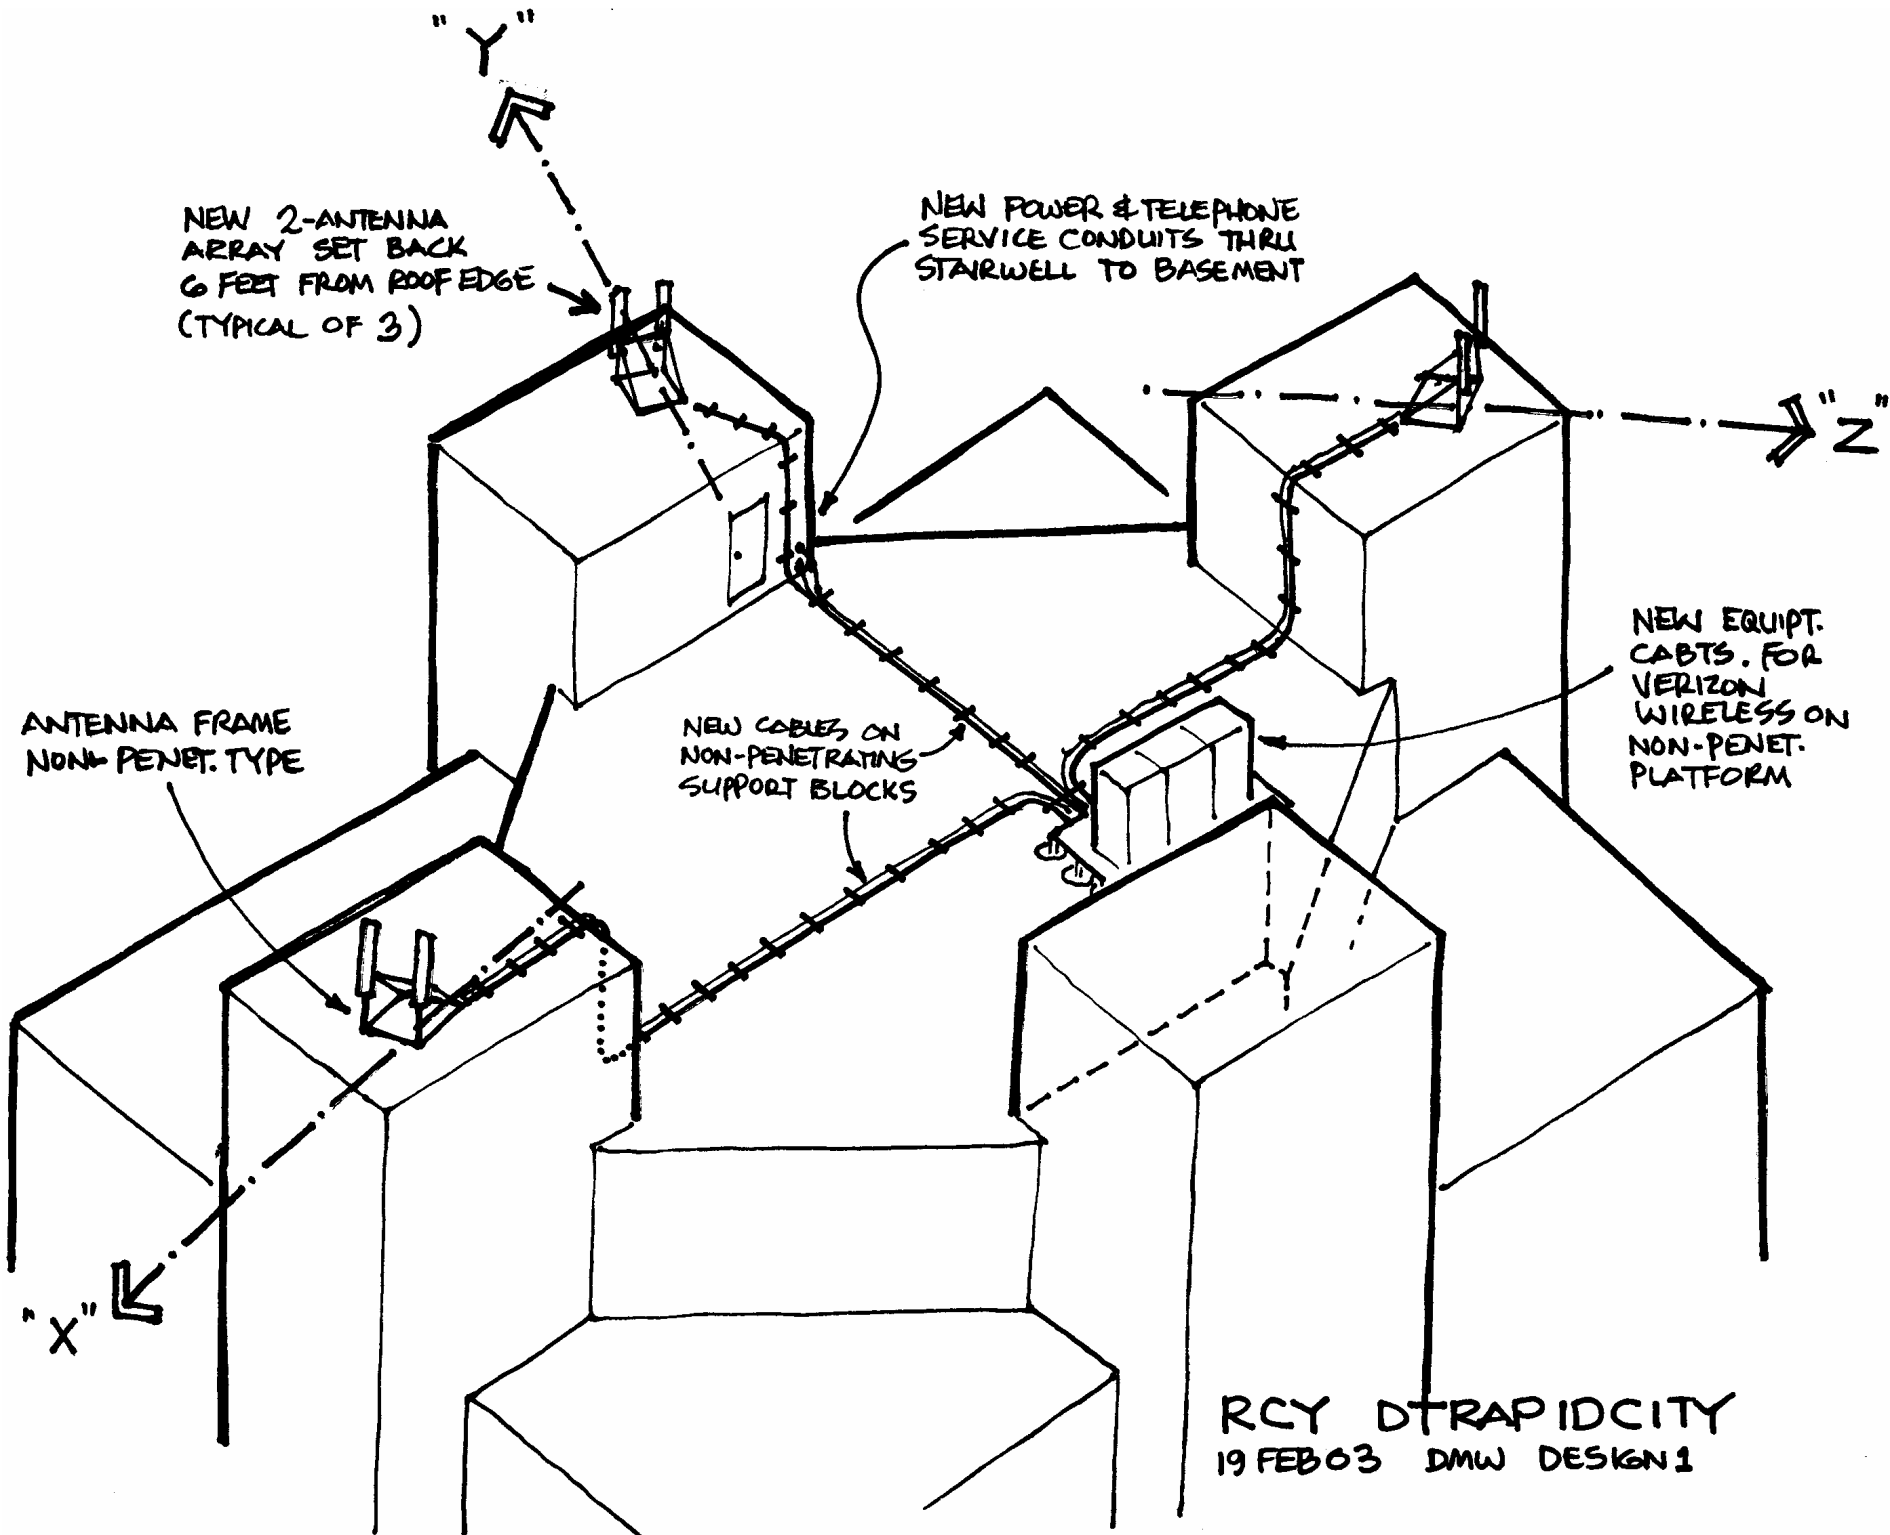 "Y"
NEW 2-ANTENNA
ARRAY SET BACK
6 FEET FROM ROOF EDGE
(TYPICAL OF 3)
NEW POWER & TELEPHONE
SERVICE CONDUITS THRU
STAIRWELL TO BASEMENT
"Z"
NEW EQUIPT.
CABTS. FOR
VERIZON
WIRELESS ON
NON-PENET.
PLATFORM
ANTENNA FRAME
NON-PENET. TYPE
NEW CABLES ON
NON-PENETRATING
SUPPORT BLOCKS
"X"
RCY DTRAPIDCITY
19 FEB 03 DMW DESIGN 1